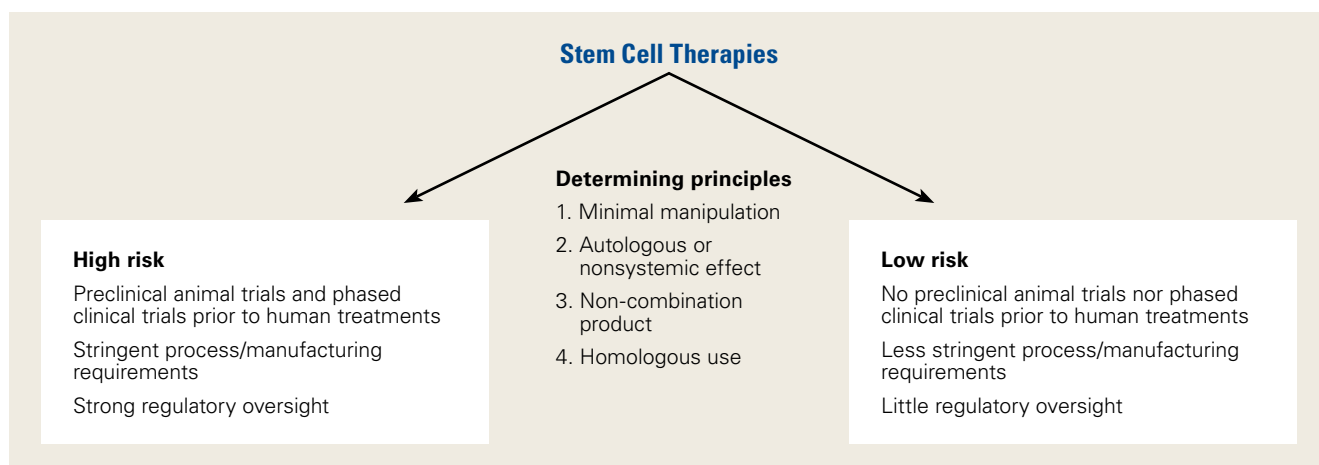 Stem Cell Therapies
Determining principles
1. Minimal manipulation
2. Autologous or
nonsystemic effect
3. Non-combination
product
4. Homologous use
High risk
Preclinical animal trials and phased
clinical trials prior to human treatments
Stringent process/manufacturing
requirements
Strong regulatory oversight
Low risk
No preclinical animal trials nor phased
clinical trials prior to human treatments
Less stringent process/manufacturing
requirements
Little regulatory oversight